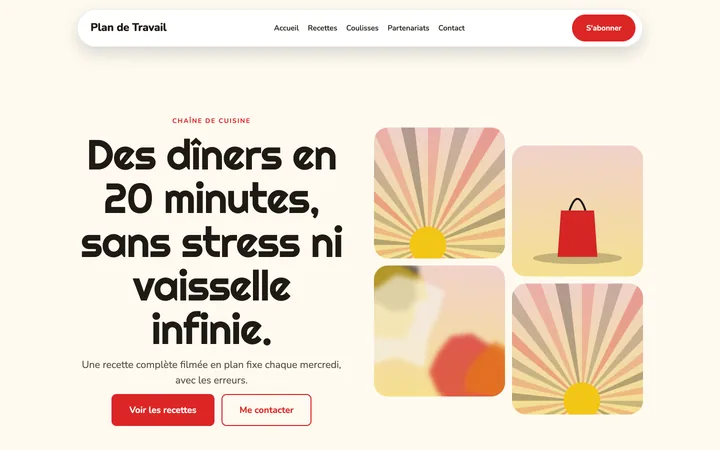 Plan de Travail
Accueil Recettes Coulisses Partenariats Contact
S'abonner
CHAÎNE DE CUISINE
Des dîners en
20 minutes,
sans stress ni
vaisselle
infinie.
Une recette complète filmée en plan fixe chaque mercredi,
avec les erreurs.
Voir les recettes
Me contacter